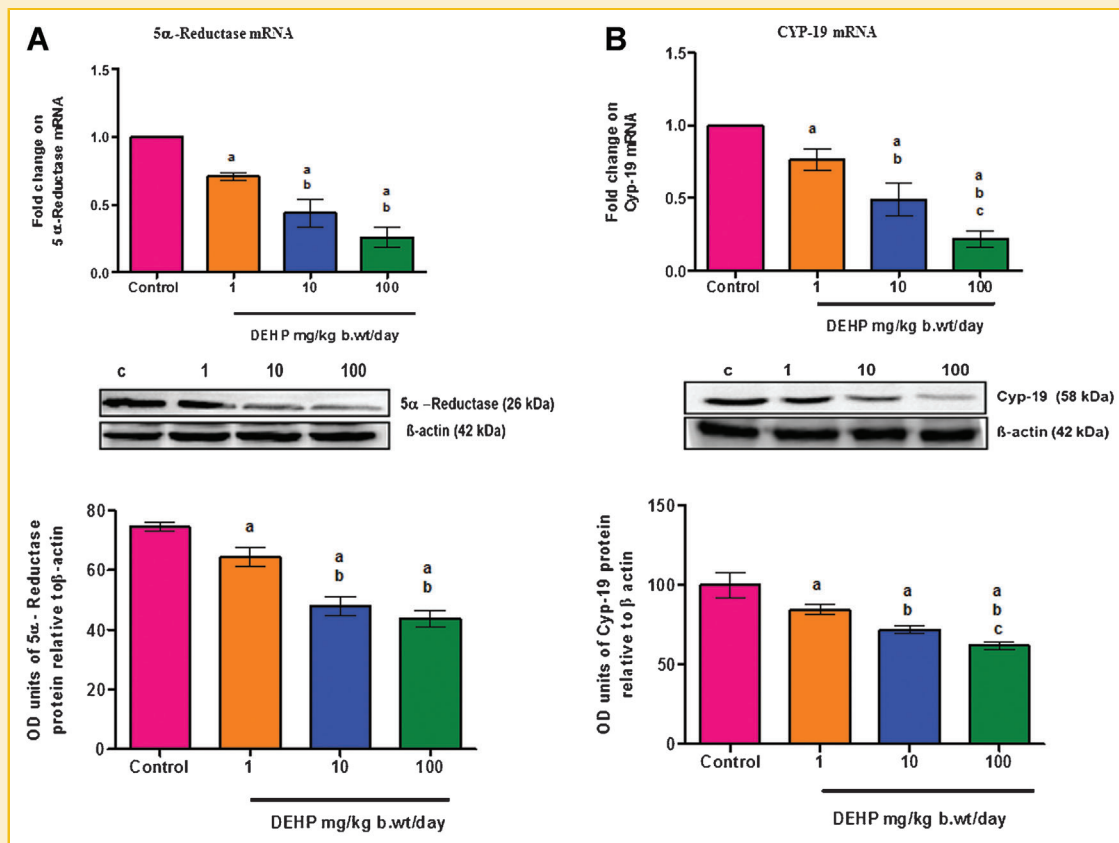 A
5α-Reductase mRNA
Fold change on
5 α-Reductase mRNA
1.5
1.0
0.5
0.0
a
a
b
a
b
Control
1
10
100
DEHP mg/kg b.wt/day
c 1 10 100
5α –Reductase (26 kDa)
ß-actin (42 kDa)
OD units of 5α- Reductase
protein relative toβ-actin
80
60
40
20
0
a
a
b
a
b
Control
1
10
100
DEHP mg/kg b.wt/day
B
CYP-19 mRNA
Fold change on
Cyp-19 mRNA
1.5
1.0
0.5
0.0
a
a
b
a
b
c
Control
1
10
100
DEHP mg/kg b.wt/day
c 1 10 100
Cyp-19 (58 kDa)
ß-actin (42 kDa)
OD units of Cyp-19 protein
relative to β actin
150
100
50
0
a
a
b
a
b
c
Control
1
10
100
DEHP mg/kg b.wt/day